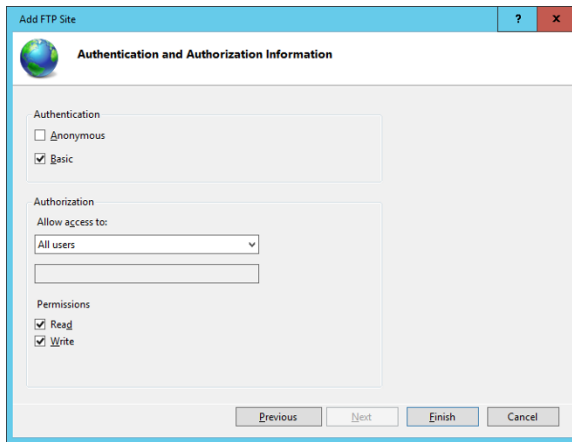 Add FTP Site
? x
Authentication and Authorization Information
Authentication
Anonymous
Basic
Authorization
Allow access to:
All users
Permissions
Read
Write
Previous Next Finish Cancel